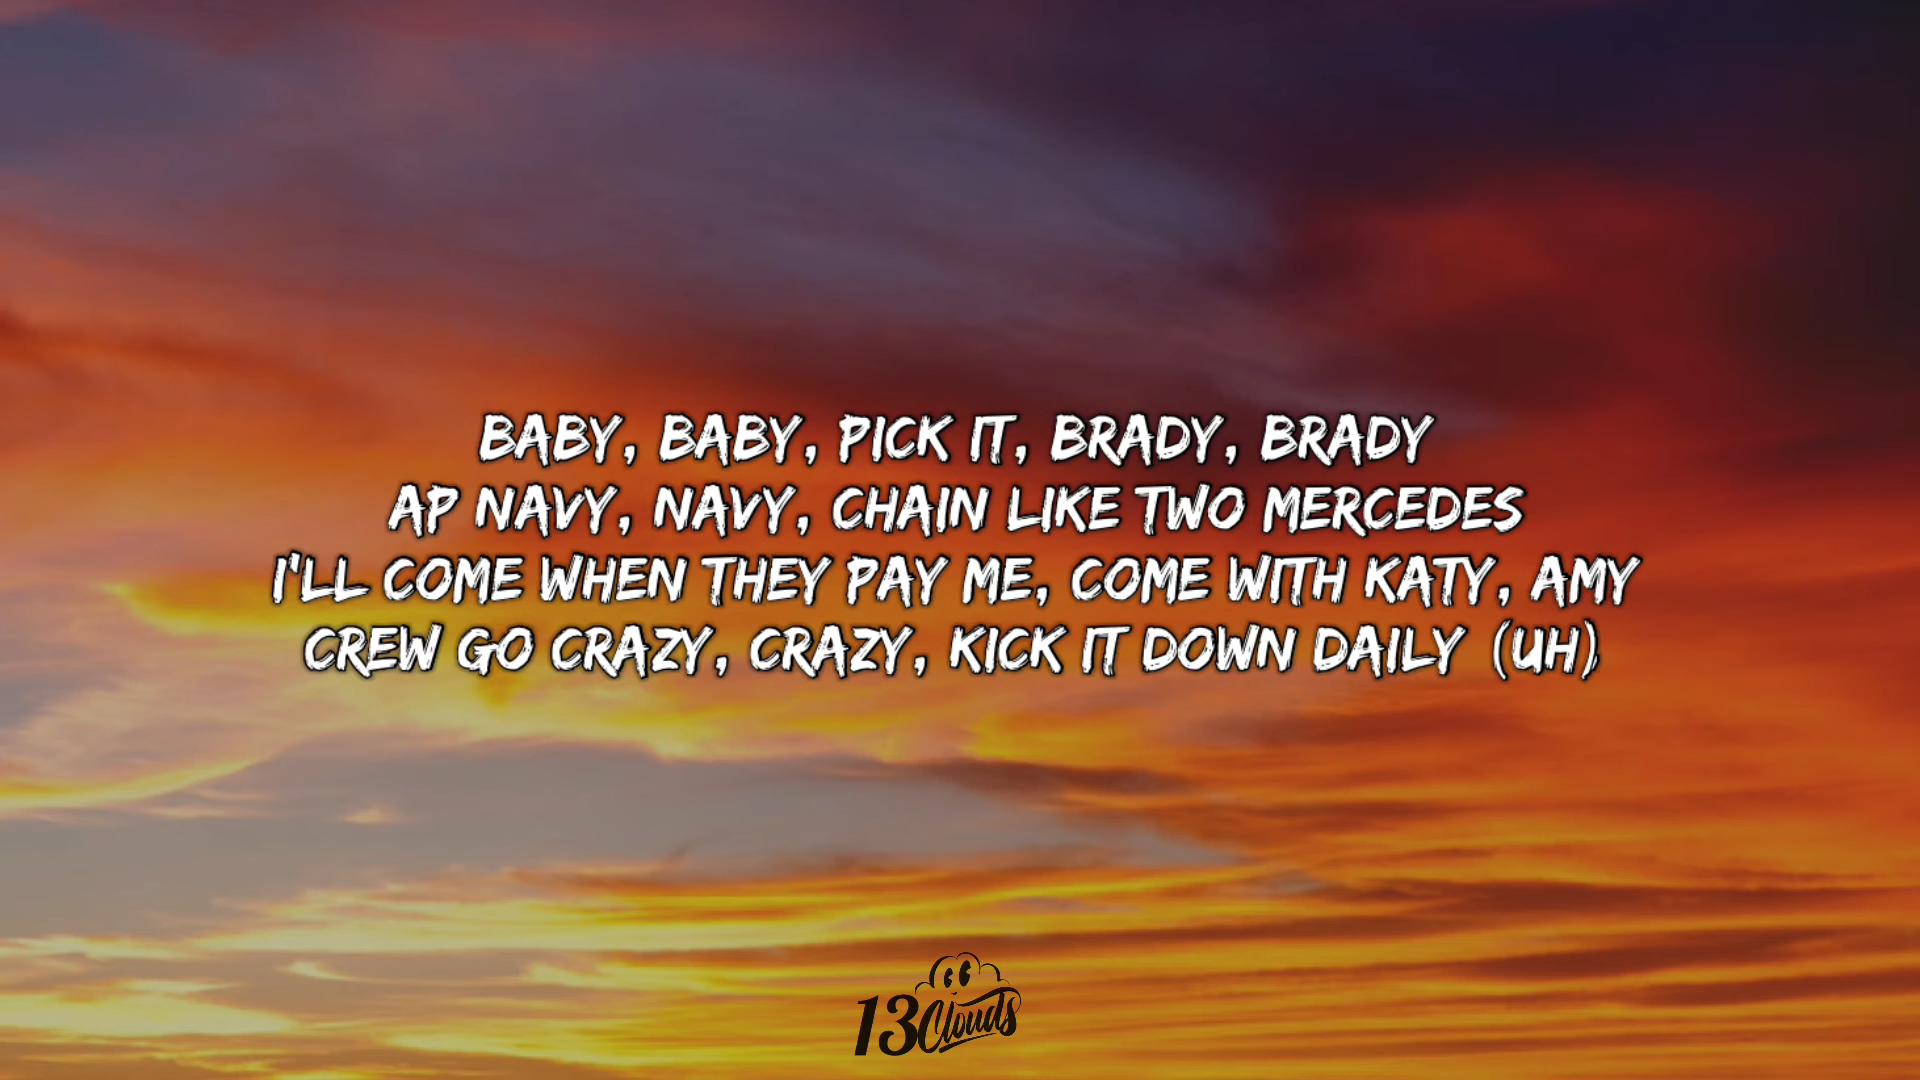 BABY, BABY, PICK IT, BRADY, BRADY
AP NAVY, NAVY, CHAIN LIKE TWO MERCEDES
I'LL COME WHEN THEY PAY ME, COME WITH KATY, AMY
CREW GO CRAZY, CRAZY, KICK IT DOWN DAILY (UH)
13Clouds